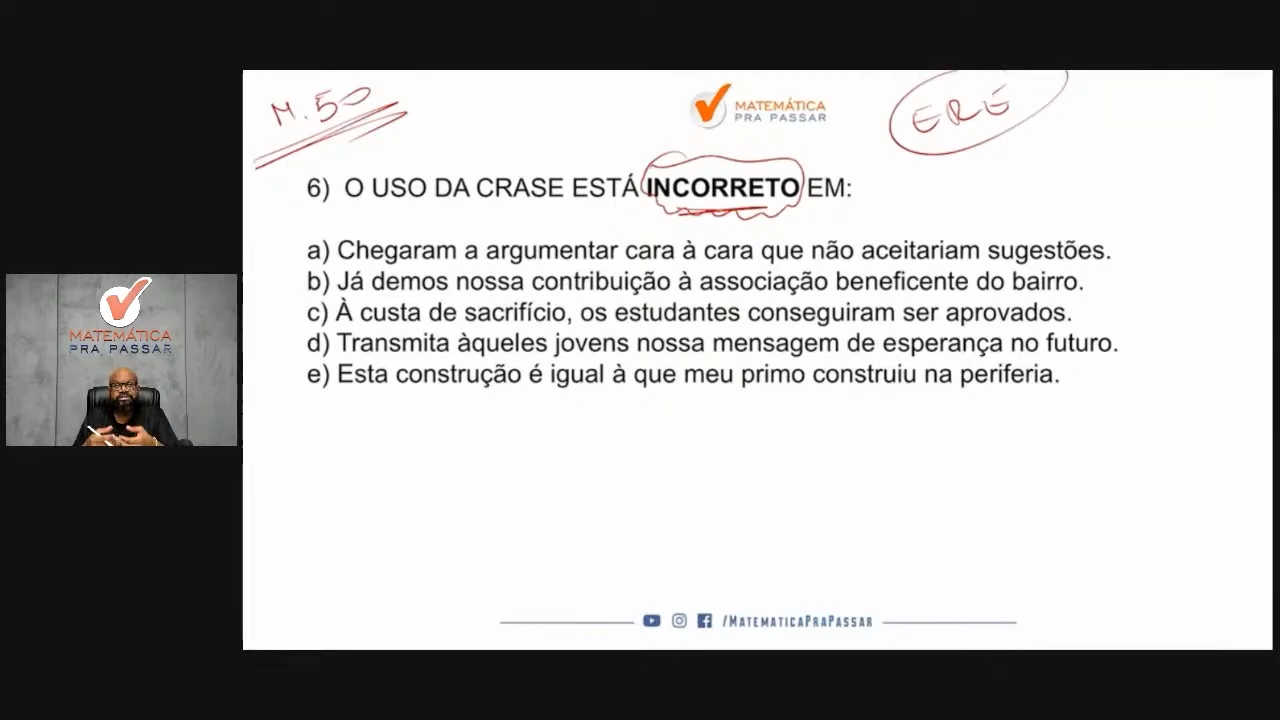 M.50
MATEMÁTICA
PRA PASSAR
ERE
6) O USO DA CRASE ESTÁ INCORRETO EM:
a) Chegaram a argumentar cara à cara que não aceitariam sugestões.
b) Já demos nossa contribuição à associação beneficente do bairro.
c) À custa de sacrifício, os estudantes conseguiram ser aprovados.
d) Transmita àqueles jovens nossa mensagem de esperança no futuro.
e) Esta construção é igual à que meu primo construiu na periferia.
MATEMÁTICA
PRA PASSAR
/MATEMATICAPRAPASSAR